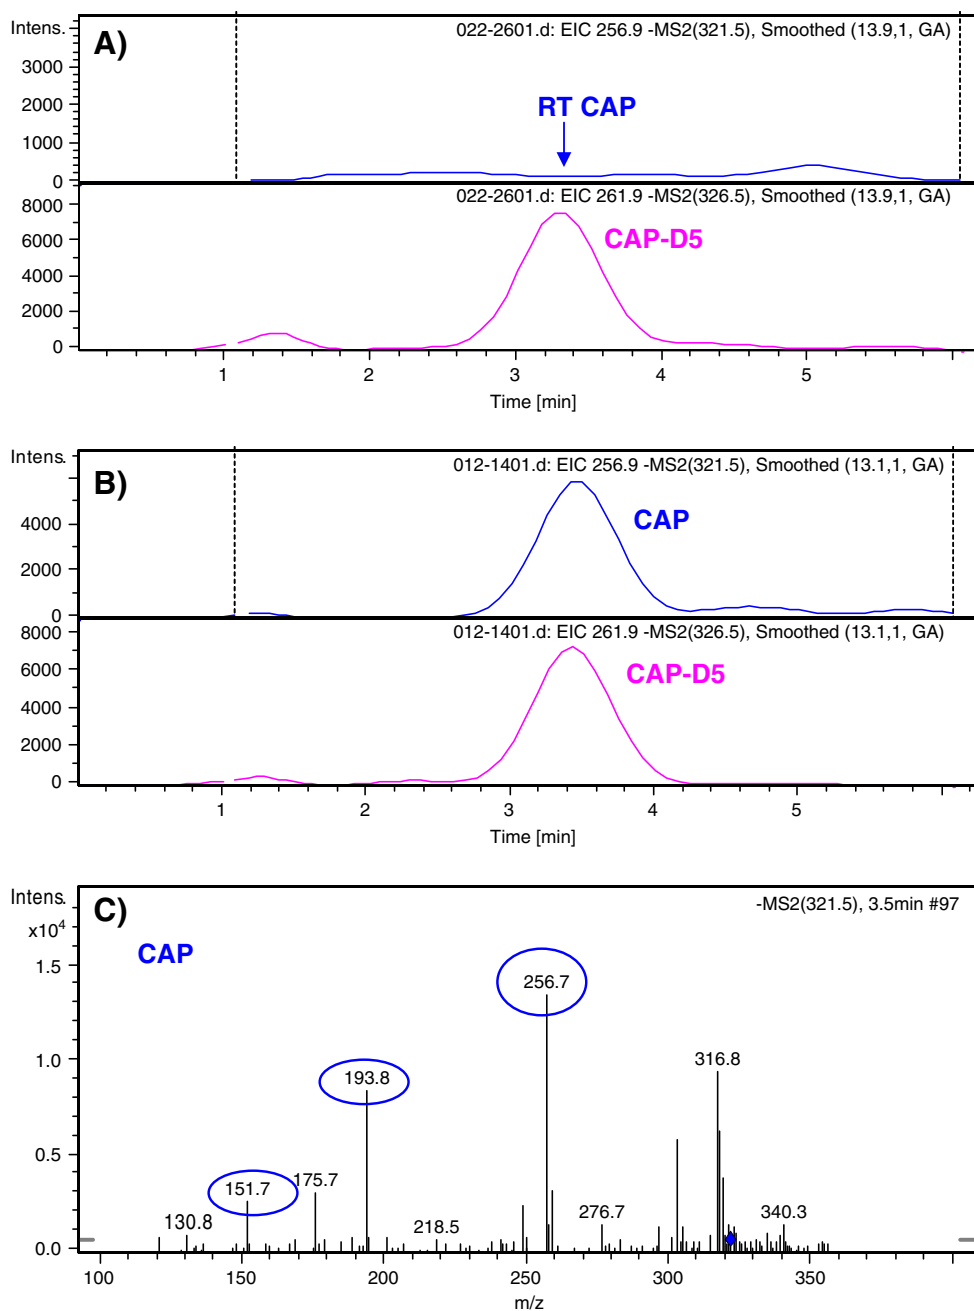 Intens.
A)
022-2601.d: EIC 256.9 -MS2(321.5), Smoothed (13.9,1, GA)
3000
RT CAP
2000
1000
0
022-2601.d: EIC 261.9 -MS2(326.5), Smoothed (13.9,1, GA)
8000
CAP-D5
6000
4000
2000
0
1 2 3 4 5
Time [min]
Intens.
B)
012-1401.d: EIC 256.9 -MS2(321.5), Smoothed (13.1,1, GA)
CAP
4000
2000
0
012-1401.d: EIC 261.9 -MS2(326.5), Smoothed (13.1,1, GA)
8000
CAP-D5
6000
4000
2000
0
1 2 3 4 5
Time [min]
Intens.
C)
-MS2(321.5), 3.5min #97
x10⁴
CAP
1.5
256.7
1.0
316.8
193.8
0.5
175.7
151.7
130.8
218.5
276.7
340.3
0.0
100 150 200 250 300 350
m/z